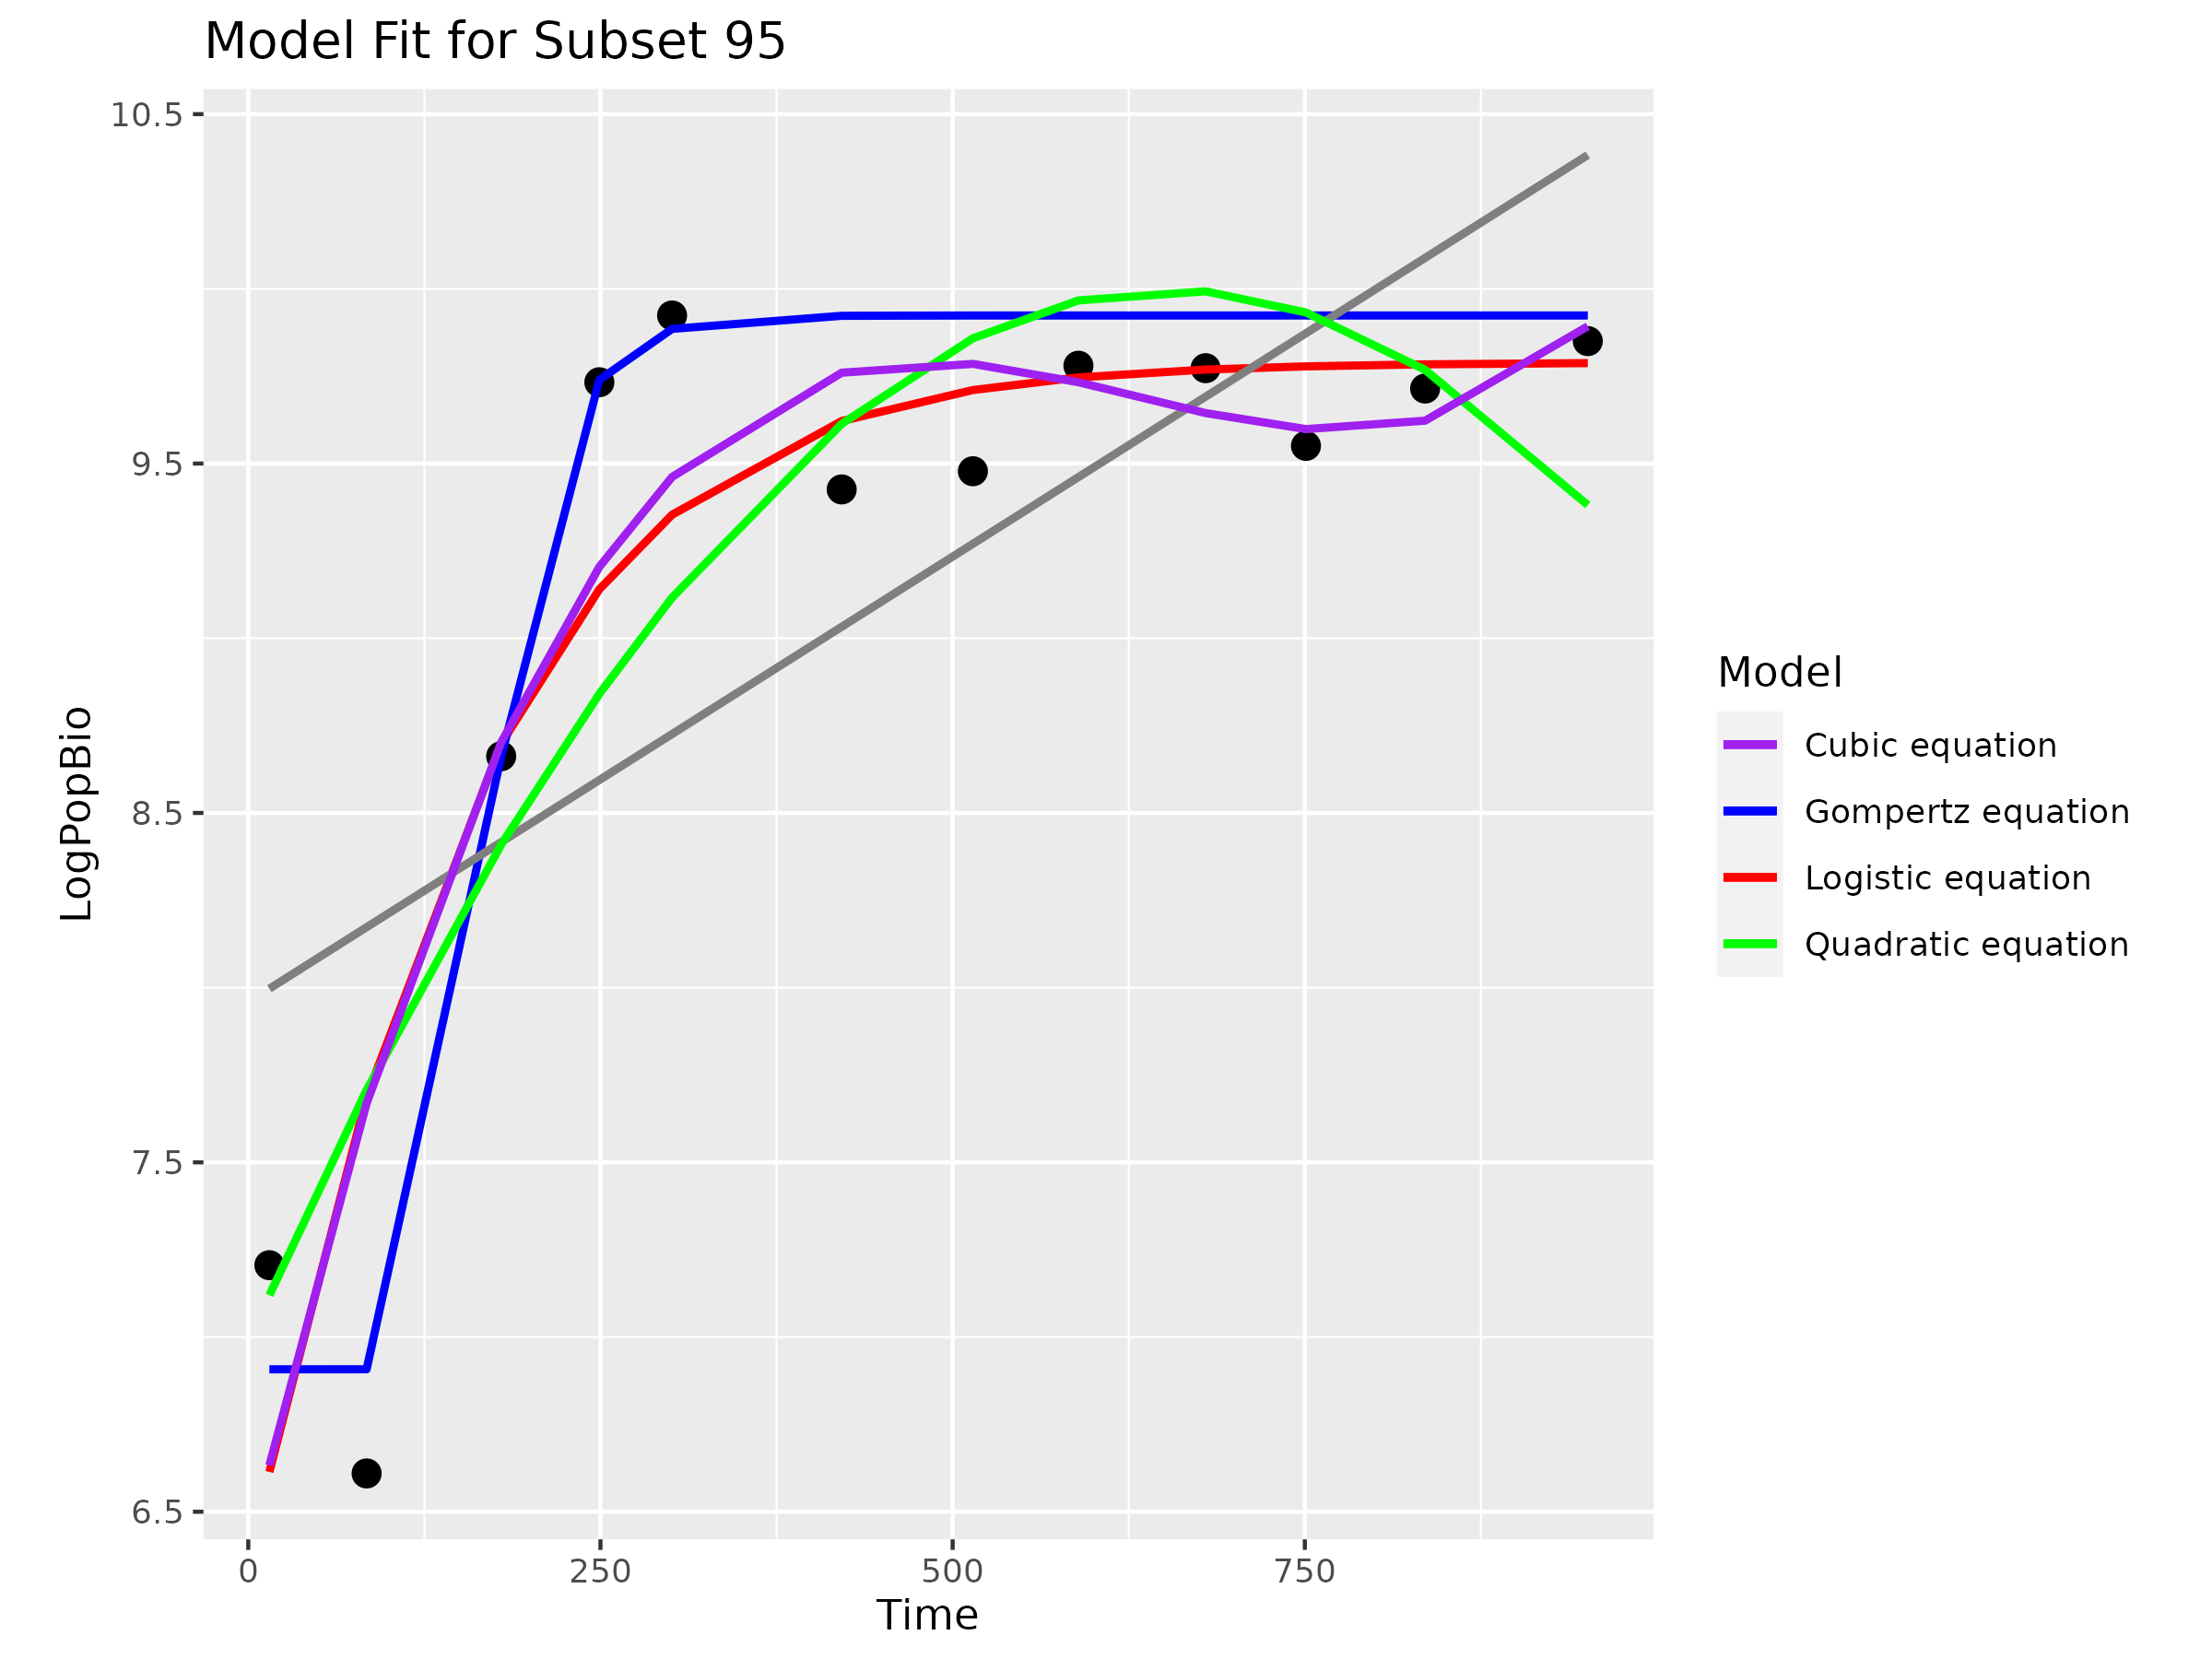 Model Fit for Subset 95
10.5
9.5
8.5
7.5
6.5
LogPopBio
0 250 500 750
Time
Model
Cubic equation
Gompertz equation
Logistic equation
Quadratic equation